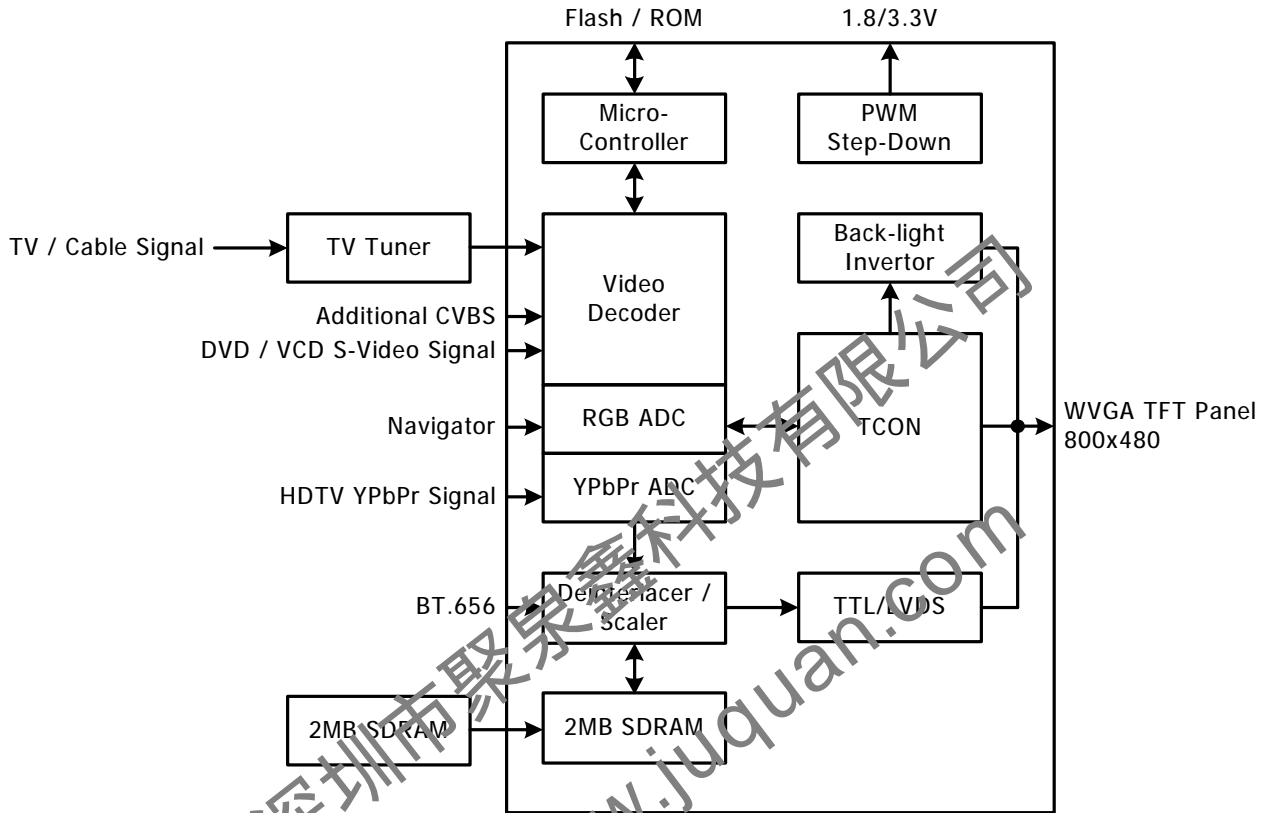 Flash / ROM
1.8/3.3V
Micro-
Controller
PWM
Step-Down
TV / Cable Signal
TV Tuner
Video
Decoder
Back-light
Invertor
Additional CVBS
DVD / VCD S-Video Signal
Navigator
RGB ADC
TCON
WVGA TFT Panel
800x480
HDTV YPbPr Signal
YPbPr ADC
BT.656
Deinterlacer /
Scaler
TTL/LVDS
2MB SDRAM
2MB SDRAM
深圳市聚泉鑫科技有限公司
w.juquan.com